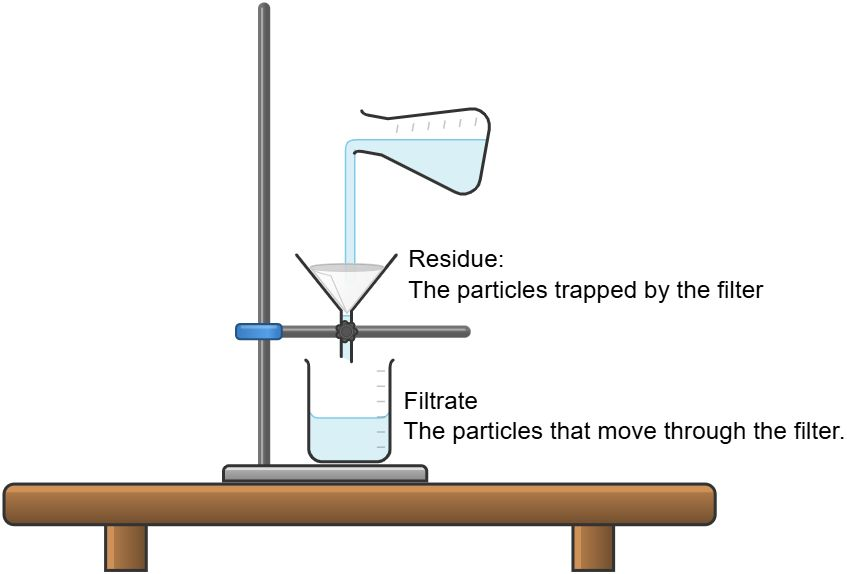 Residue:
The particles trapped by the filter
Filtrate
The particles that move through the filter.